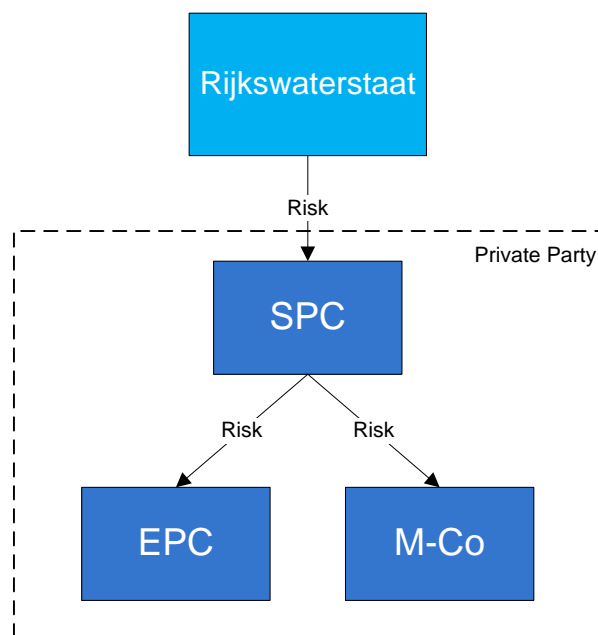 Rijkswaterstaat
Risk
Private Party
SPC
Risk
Risk
EPC
M-Co